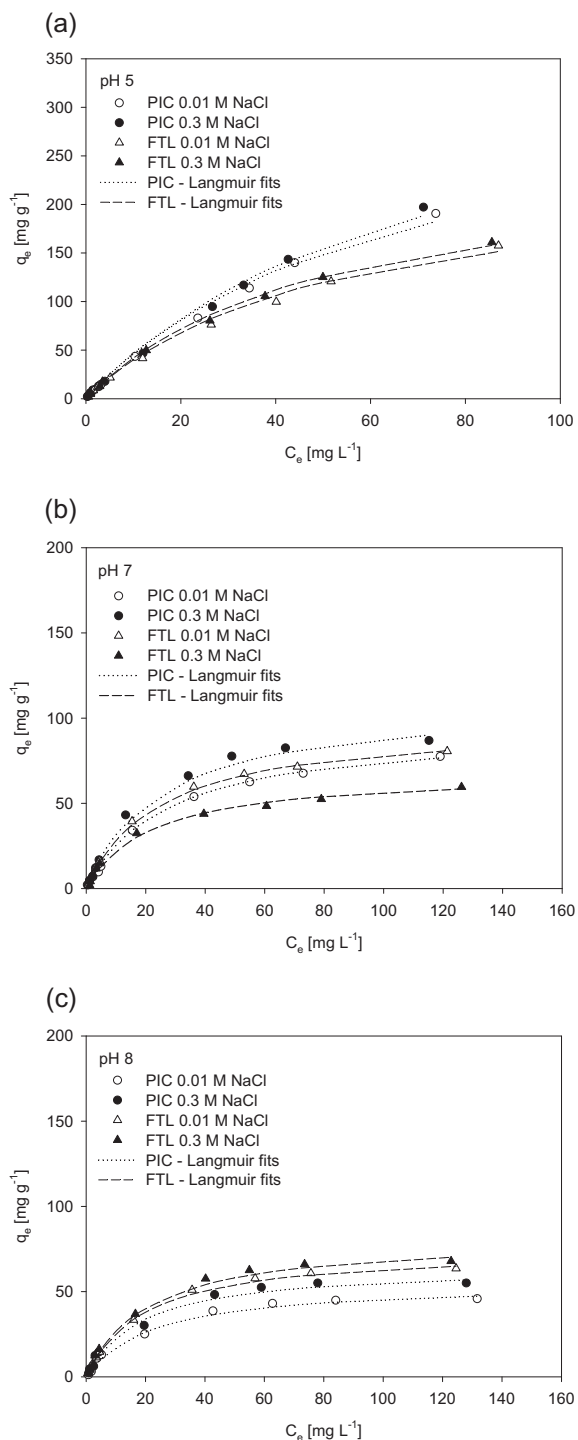 (a)
350
300
250
200
150
100
50
0
qe [mg g-1]
pH 5
PIC 0.01 M NaCl
PIC 0.3 M NaCl
FTL 0.01 M NaCl
FTL 0.3 M NaCl
PIC - Langmuir fits
FTL - Langmuir fits
0 20 40 60 80 100
Ce [mg L-1]
(b)
200
150
100
50
0
qe [mg g-1]
pH 7
PIC 0.01 M NaCl
PIC 0.3 M NaCl
FTL 0.01 M NaCl
FTL 0.3 M NaCl
PIC - Langmuir fits
FTL - Langmuir fits
0 20 40 60 80 100 120 140 160
Ce [mg L-1]
(c)
200
150
100
50
0
qe [mg g-1]
pH 8
PIC 0.01 M NaCl
PIC 0.3 M NaCl
FTL 0.01 M NaCl
FTL 0.3 M NaCl
PIC - Langmuir fits
FTL - Langmuir fits
0 20 40 60 80 100 120 140 160
Ce [mg L-1]